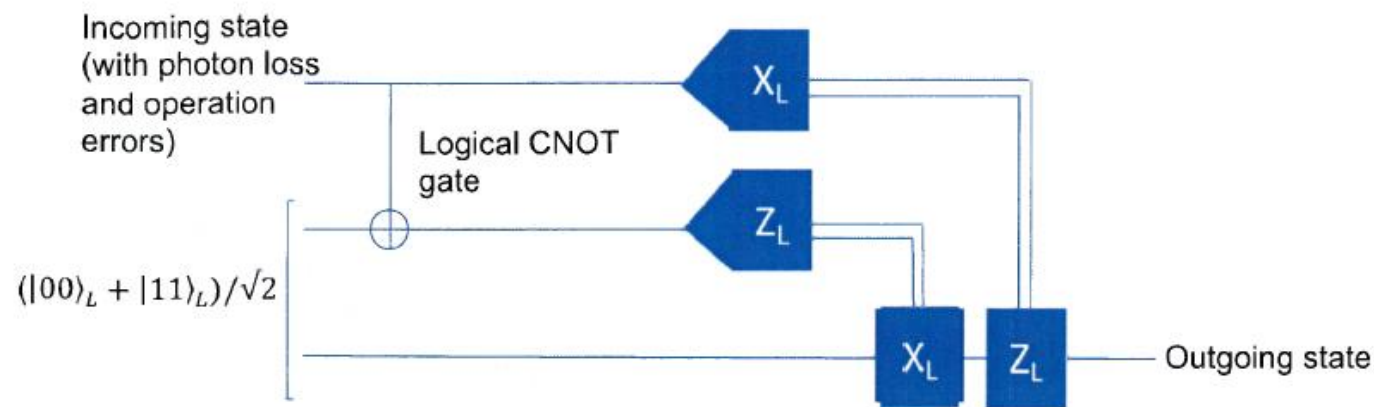 Incoming state
(with photon loss
and operation
errors)
X_L
Logical CNOT
gate
Z_L
(|00⟩_L + |11⟩_L)/√2
X_L
Z_L
Outgoing state